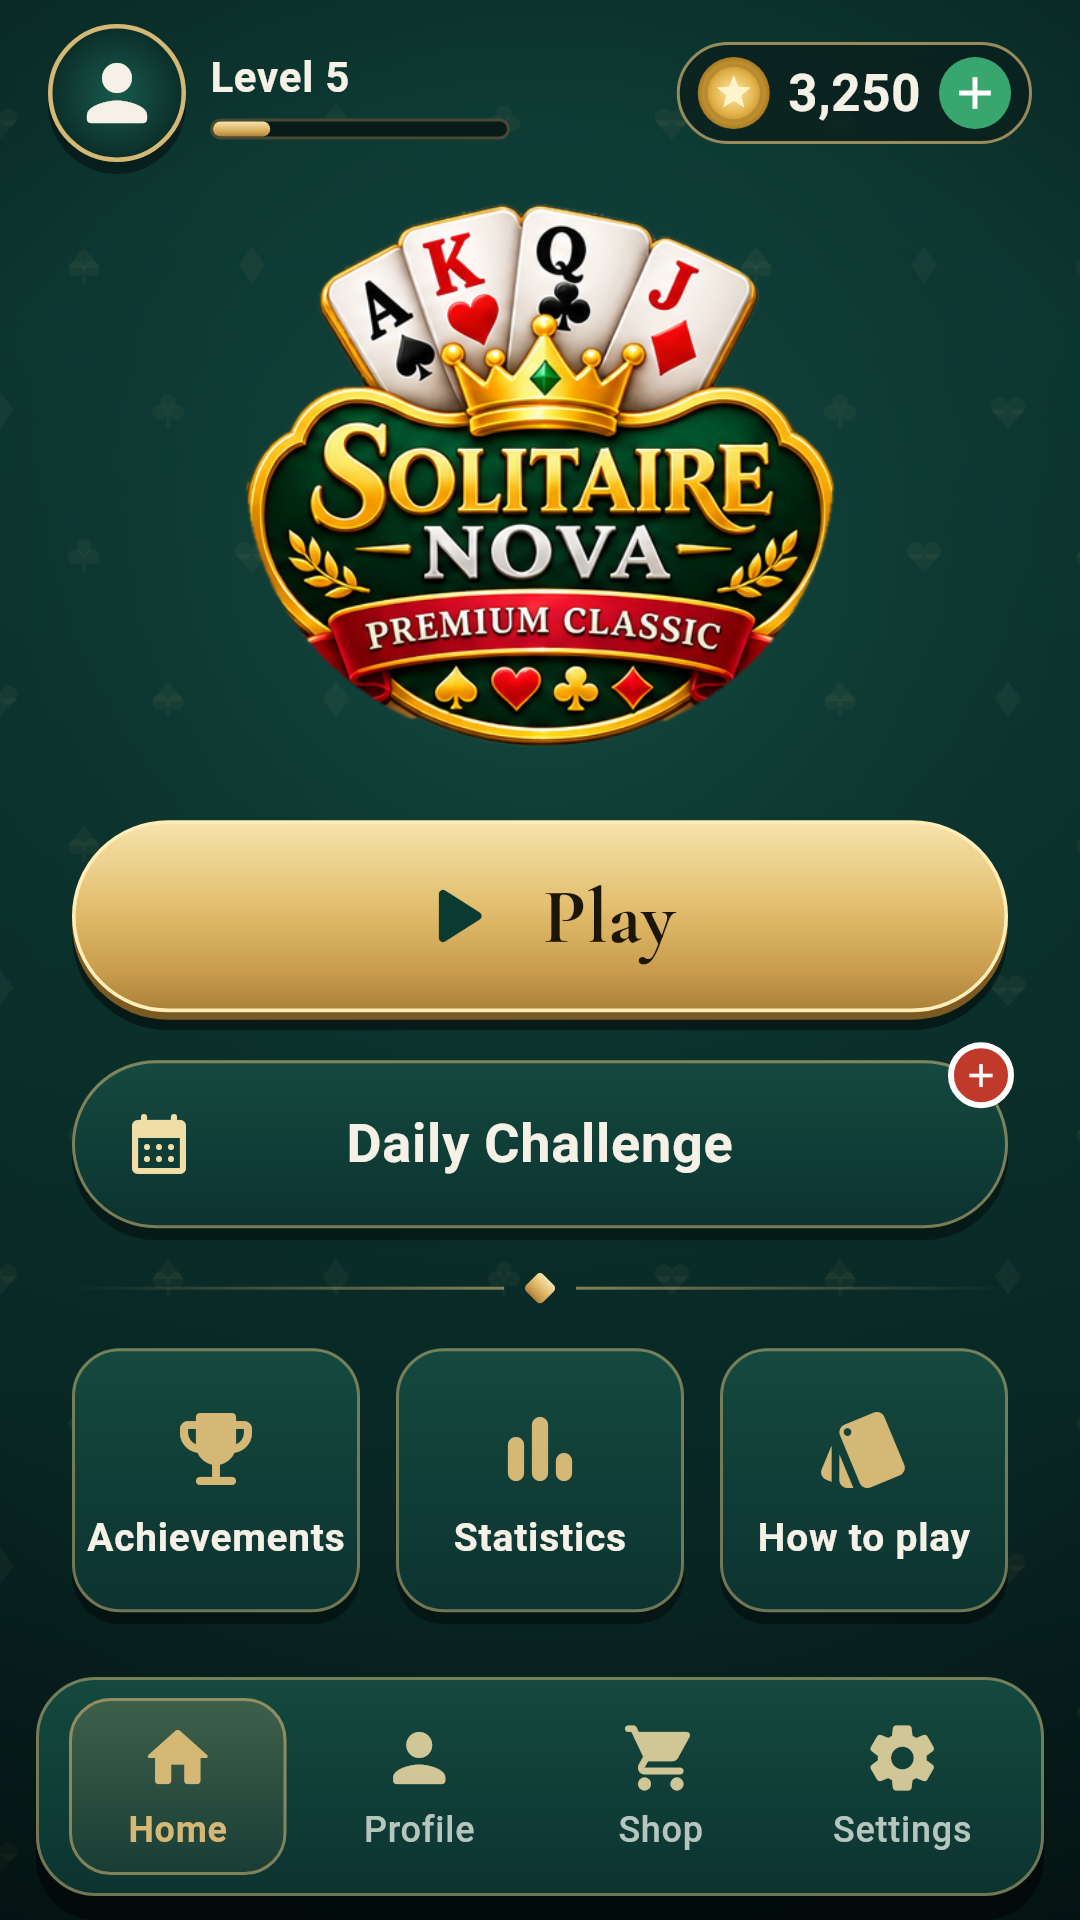 Level 5
3,250
A
K
Q
J
SOLITAIRE
NOVA
PREMIUM CLASSIC
Play
Daily Challenge
Achievements
Statistics
How to play
Home
Profile
Shop
Settings